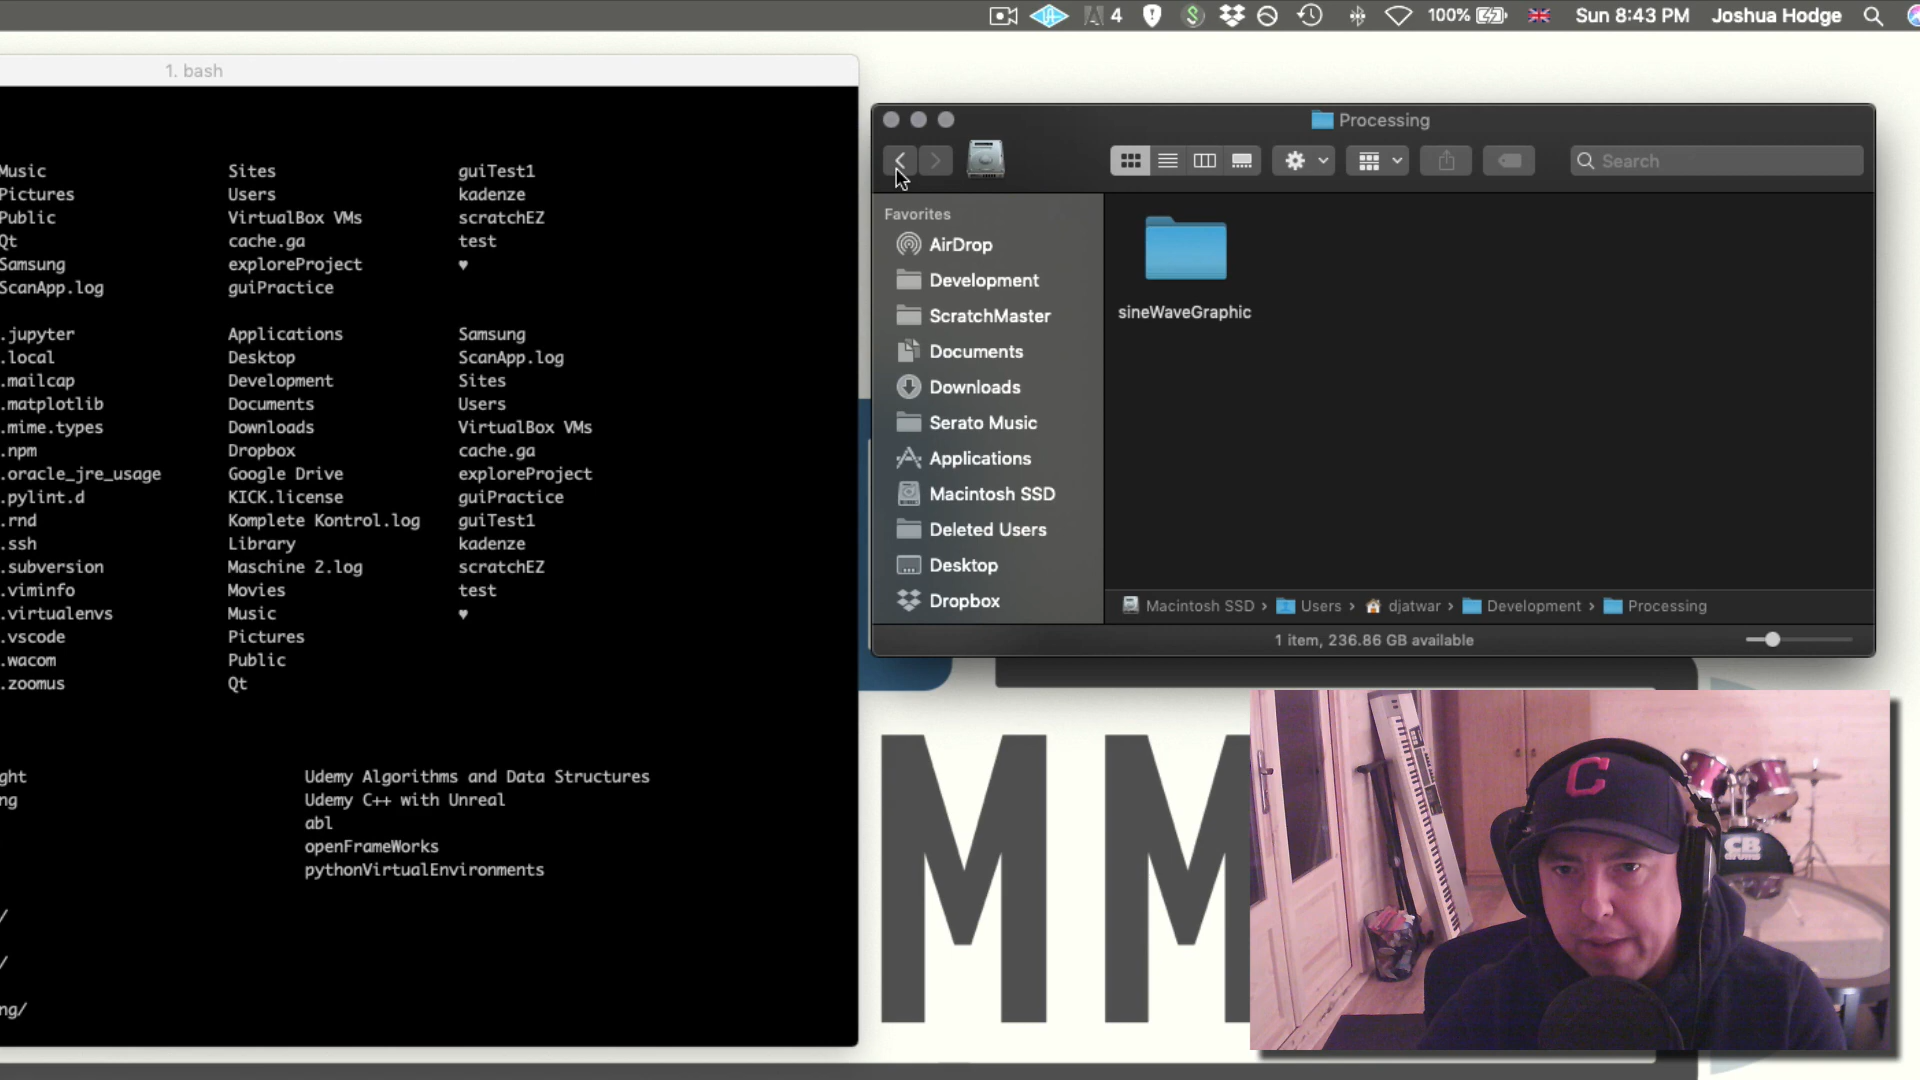 4 100% Sun 8:43 PM Joshua Hodge
1. bash
Music Sites guiTest1
Pictures Users kadenze
Public VirtualBox VMs scratchEZ
Qt cache.ga test
Samsung exploreProject ♥
ScanApp.log guiPractice
.jupyter Applications Samsung
.local Desktop ScanApp.log
.mailcap Development Sites
.matplotlib Documents Users
.mime.types Downloads VirtualBox VMs
.npm Dropbox cache.ga
.oracle_jre_usage Google Drive exploreProject
.pylint.d KICK.license guiPractice
.rnd Komplete Kontrol.log guiTest1
.ssh Library kadenze
.subversion Maschine 2.log scratchEZ
.viminfo Movies test
.virtualenvs Music ♥
.vscode Pictures
.wacom Public
.zoomus Qt
ght Udemy Algorithms and Data Structures
ng Udemy C++ with Unreal
abl
openFrameWorks
pythonVirtualEnvironments
/
/
ng/
Processing
Search
Favorites
AirDrop
Development
ScratchMaster
Documents
Downloads
Serato Music
Applications
Macintosh SSD
Deleted Users
Desktop
Dropbox
sineWaveGraphic
Macintosh SSD › Users › djatwar › Development › Processing
1 item, 236.86 GB available
MM
C
CB